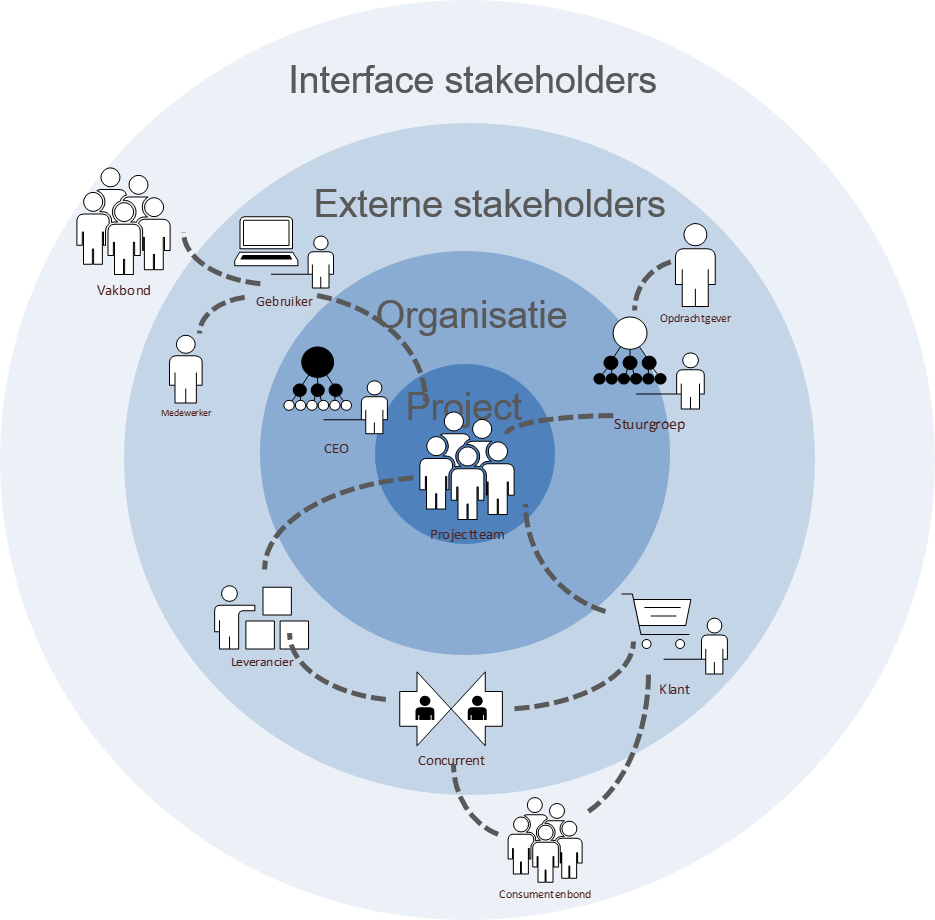 Interface stakeholders
Externe stakeholders
Vakbond
Gebruiker
Organisatie
Opdrachtgever
Medewerker
Project
CEO
Stuurgroep
Projectteam
Leverancier
Klant
Concurrent
Consumentenbond